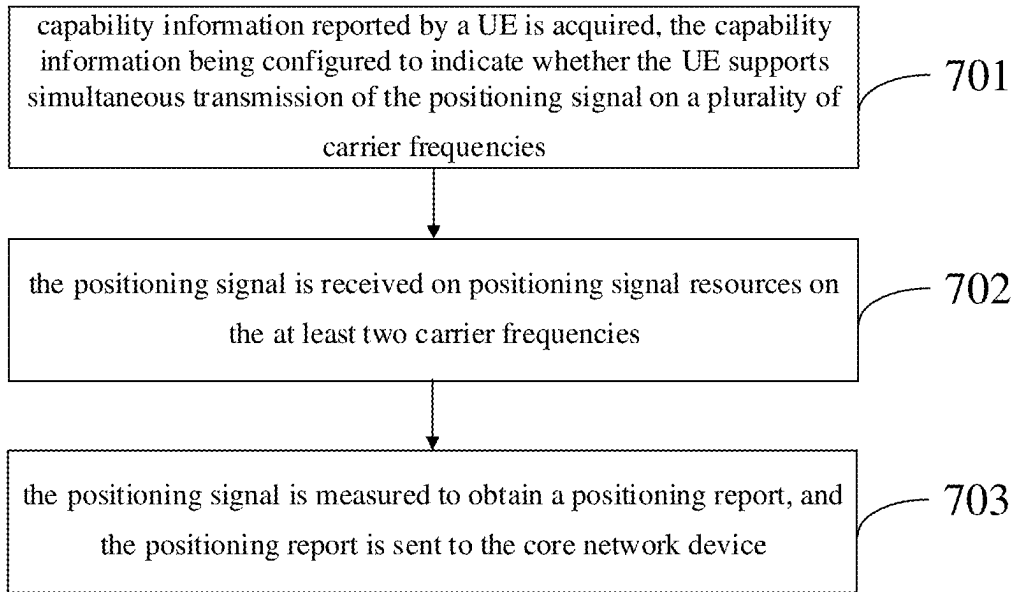 capability information reported by a UE is acquired, the capability
information being configured to indicate whether the UE supports
simultaneous transmission of the positioning signal on a plurality of
carrier frequencies
701
the positioning signal is received on positioning signal resources on
the at least two carrier frequencies
702
the positioning signal is measured to obtain a positioning report, and
the positioning report is sent to the core network device
703